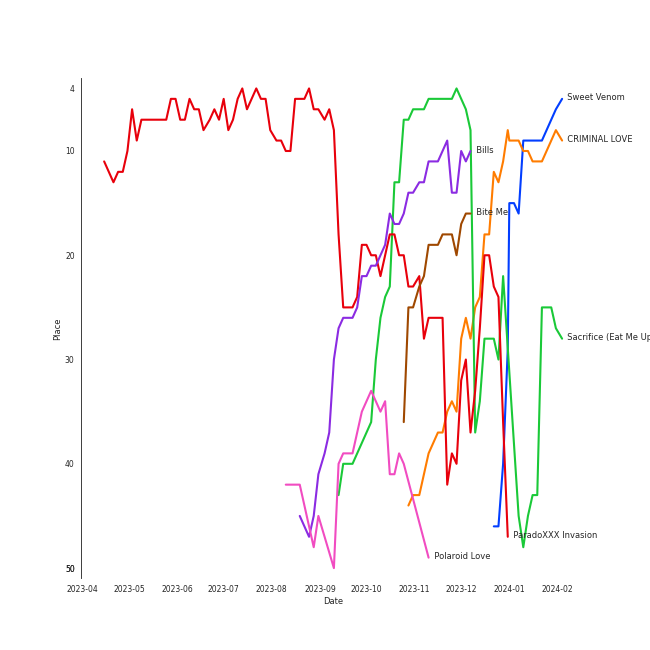 4
Sweet Venom
CRIMINAL LOVE
10
Bills
Bite Me
20
Place
Sacrifice (Eat Me Up
30
40
ParadoXXX Invasion
Polaroid Love
50
2023-04 2023-05 2023-06 2023-07 2023-08 2023-09 2023-10 2023-11 2023-12 2024-01 2024-02
Date